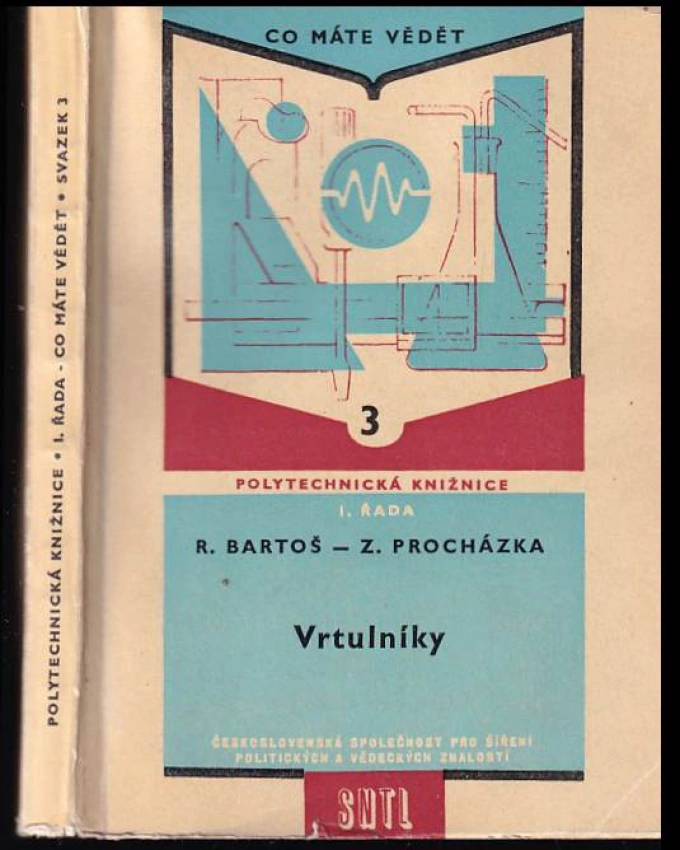 POLYTECHNICKÁ KNIŽNICE • I. ŘADA - CO MÁTE VĚDĚT • SVAZEK 3
CO MÁTE VĚDĚT
3
POLYTECHNICKÁ KNIŽNICE
I. ŘADA
R. BARTOŠ — Z. PROCHÁZKA
Vrtulníky
ČESKOSLOVENSKÁ SPOLEČNOST PRO ŠÍŘENÍ
POLITICKÝCH A VĚDECKÝCH ZNALOSTÍ
SNTL